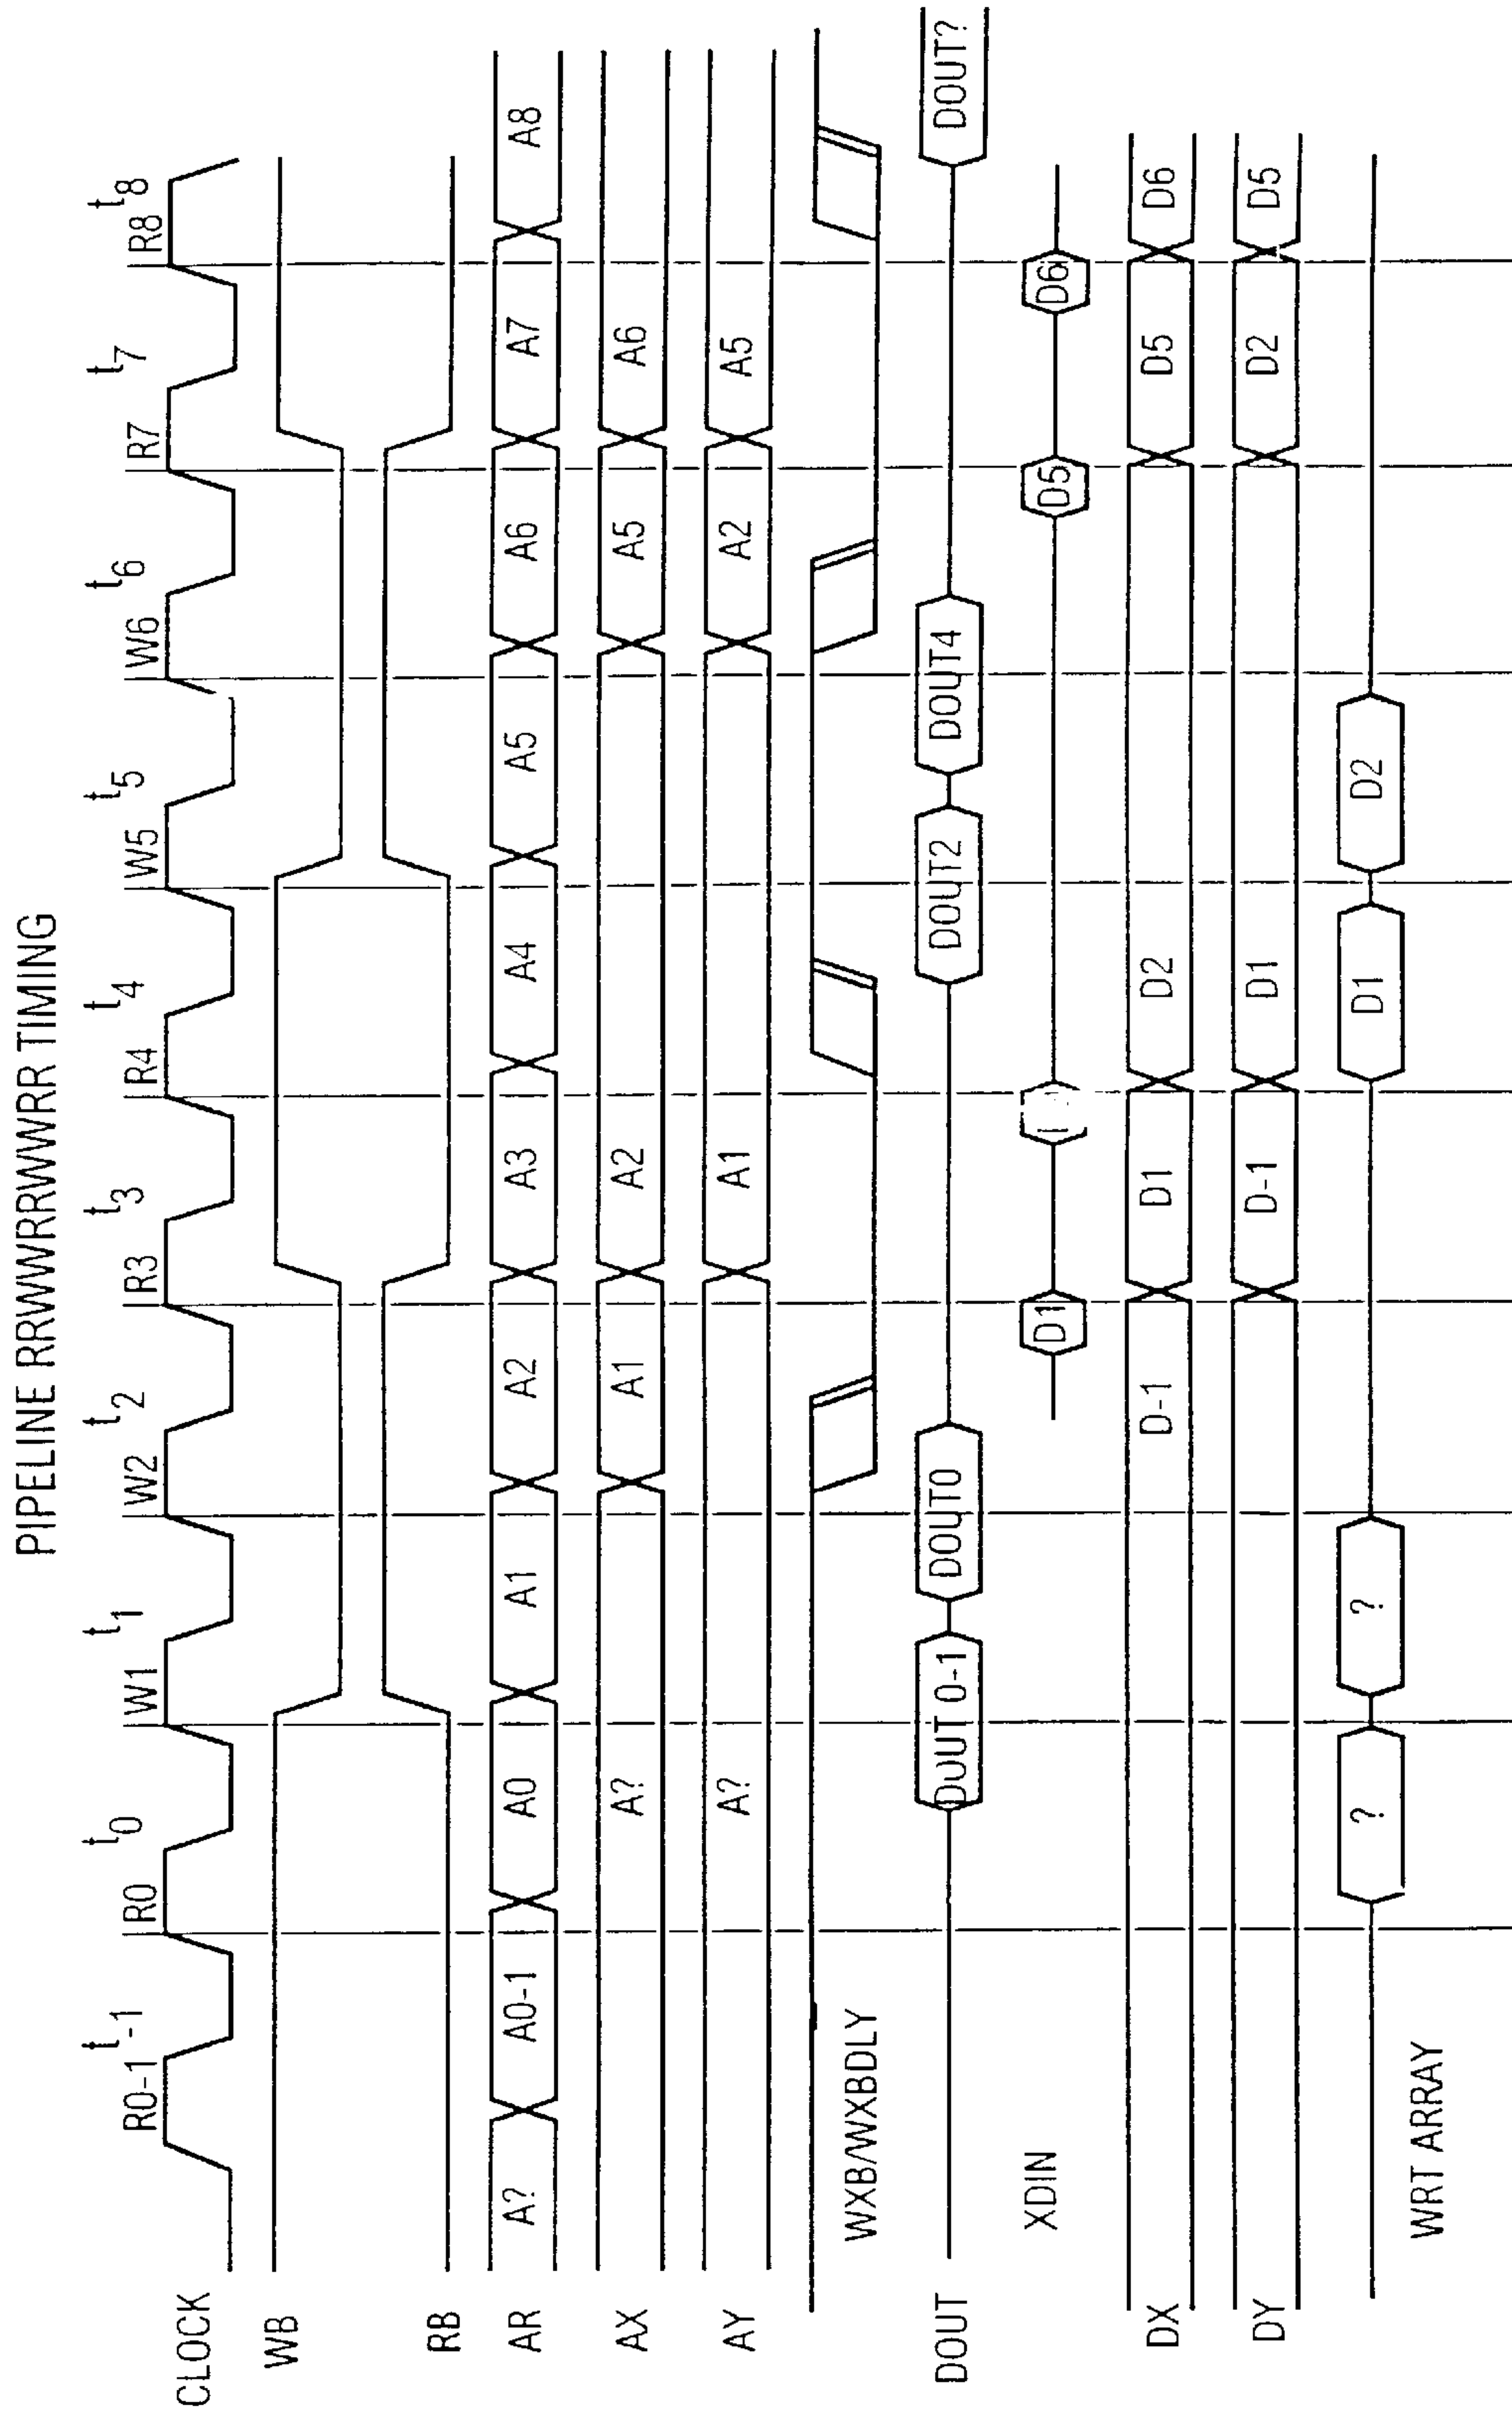 PIPELINE RRWWRRWWRR TIMING
t-1 t0 t1 t2 t3 t4 t5 t6 t7 t8
CLOCK R0-1 R0 W1 W2 R3 R4 W5 W6 R7 R8
WB
RB
AR A? A0-1 A0 A1 A2 A3 A4 A5 A6 A7 A8
AX A? A1 A2 A5 A6
AY A? A1 A2 A5
WXB/WXBDLY
DOUT DOUT 0-1 DOUT0 DOUT2 DOUT4 DOUT?
XDIN D1 D5 D6
DX D-1 D1 D2 D5 D6
DY D-1 D1 D2 D5
WRT ARRAY ? ? D1 D2